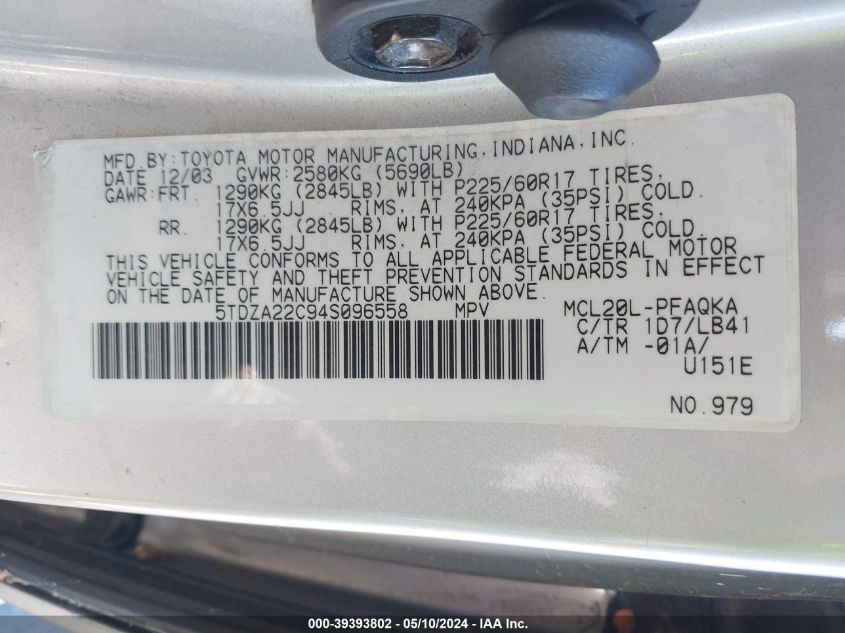 MFD. BY: TOYOTA MOTOR MANUFACTURING, INDIANA, INC.
DATE 12/03 GVWR: 2580KG (5690LB)
GAWR: FRT. 1290KG (2845LB) WITH P225/60R17 TIRES,
17X6.5JJ RIMS, AT 240KPA (35PSI) COLD.
RR. 1290KG (2845LB) WITH P225/60R17 TIRES,
17X6.5JJ RIMS, AT 240KPA (35PSI) COLD.
THIS VEHICLE CONFORMS TO ALL APPLICABLE FEDERAL MOTOR
VEHICLE SAFETY AND THEFT PREVENTION STANDARDS IN EFFECT
ON THE DATE OF MANUFACTURE SHOWN ABOVE.
5TDZA22C94S096558 MPV MCL20L-PFAQKA
C/TR 1D7/LB41
A/TM -01A/
U151E
NO. 979
000-39393802 - 05/10/2024 - IAA Inc.